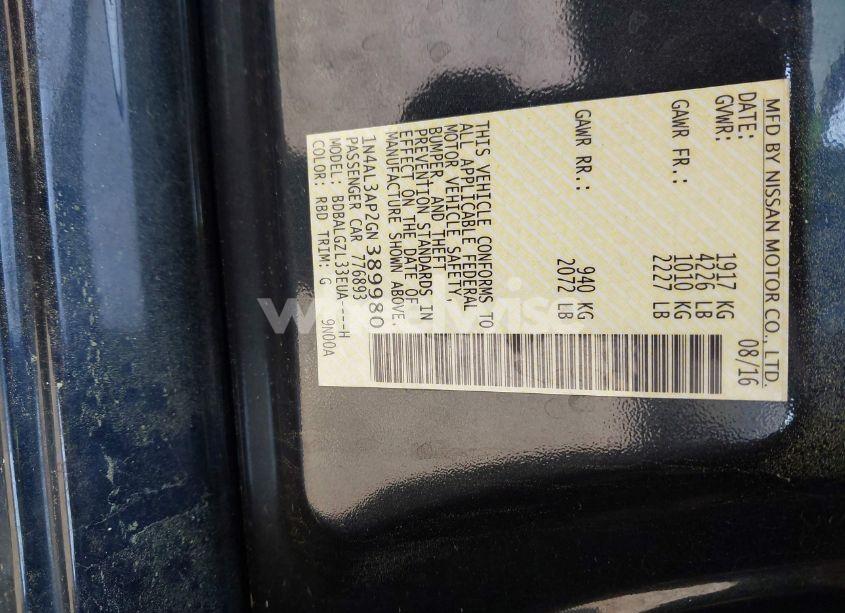 MFD BY NISSAN MOTOR CO., LTD.
DATE: 08/16
GVWR: 1917 KG
4226 LB
GAWR FR.: 1010 KG
2227 LB
GAWR RR.: 940 KG
2072 LB
THIS VEHICLE CONFORMS TO
ALL APPLICABLE FEDERAL
MOTOR VEHICLE SAFETY
BUMPER, AND THEFT
PREVENTION STANDARDS IN
EFFECT ON THE DATE OF
MANUFACTURE SHOWN ABOVE.
1N4AL3AP2GN389980
PASSENGER CAR 776893
MODEL: BDBALGZL33EUA----H
COLOR: RBD TRIM: G 9N00A